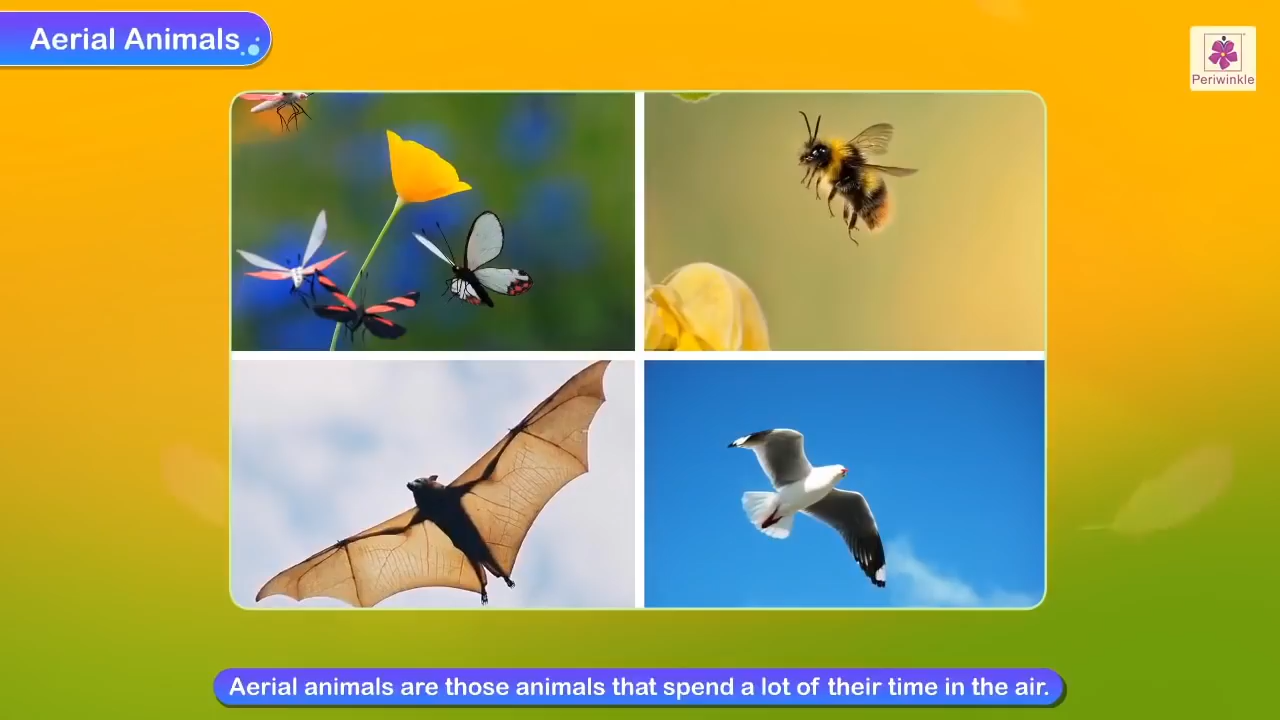 Aerial Animals
Periwinkle
Aerial animals are those animals that spend a lot of their time in the air.